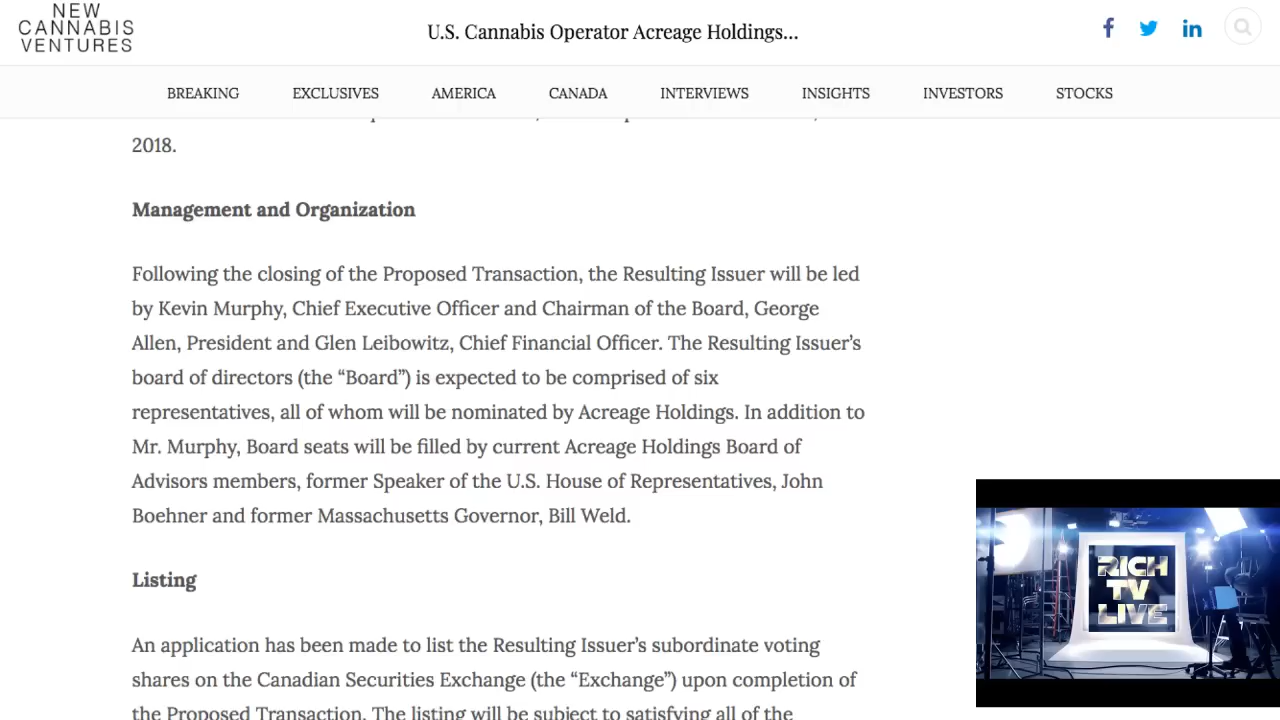 NEW
CANNABIS
VENTURES
U.S. Cannabis Operator Acreage Holdings...
BREAKING EXCLUSIVES AMERICA CANADA INTERVIEWS INSIGHTS INVESTORS STOCKS
2018.
Management and Organization
Following the closing of the Proposed Transaction, the Resulting Issuer will be led
by Kevin Murphy, Chief Executive Officer and Chairman of the Board, George
Allen, President and Glen Leibowitz, Chief Financial Officer. The Resulting Issuer’s
board of directors (the “Board”) is expected to be comprised of six
representatives, all of whom will be nominated by Acreage Holdings. In addition to
Mr. Murphy, Board seats will be filled by current Acreage Holdings Board of
Advisors members, former Speaker of the U.S. House of Representatives, John
Boehner and former Massachusetts Governor, Bill Weld.
Listing
An application has been made to list the Resulting Issuer’s subordinate voting
shares on the Canadian Securities Exchange (the “Exchange”) upon completion of
the Proposed Transaction. The listing will be subject to satisfying all of the
RICH
TV
LIVE